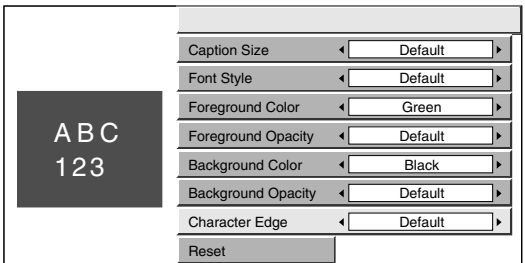 ABC
123
Caption Size Default
Font Style Default
Foreground Color Green
Foreground Opacity Default
Background Color Black
Background Opacity Default
Character Edge Default
Reset